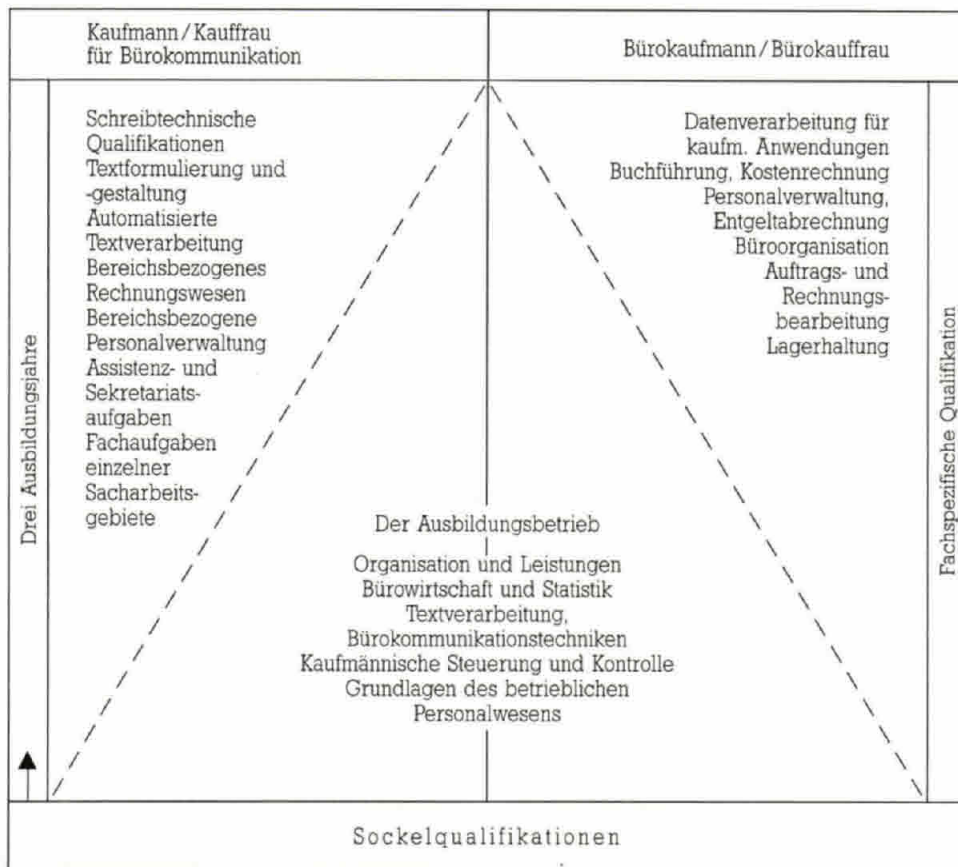 Kaufmann/Kauffrau
für Bürokommunikation
Bürokaufmann/Bürokauffrau
Drei Ausbildungsjahre
Schreibtechnische
Qualifikationen
Textformulierung und
-gestaltung
Automatisierte
Textverarbeitung
Bereichsbezogenes
Rechnungswesen
Bereichsbezogene
Personalverwaltung
Assistenz- und
Sekretariats-
aufgaben
Fachaufgaben
einzelner
Sacharbeits-
gebiete
Datenverarbeitung für
kaufm. Anwendungen
Buchführung, Kostenrechnung
Personalverwaltung,
Entgeltabrechnung
Büroorganisation
Auftrags- und
Rechnungs-
bearbeitung
Lagerhaltung
Fachspezifische Qualifikation
Der Ausbildungsbetrieb
Organisation und Leistungen
Bürowirtschaft und Statistik
Textverarbeitung,
Bürokommunikationstechniken
Kaufmännische Steuerung und Kontrolle
Grundlagen des betrieblichen
Personalwesens
Sockelqualifikationen